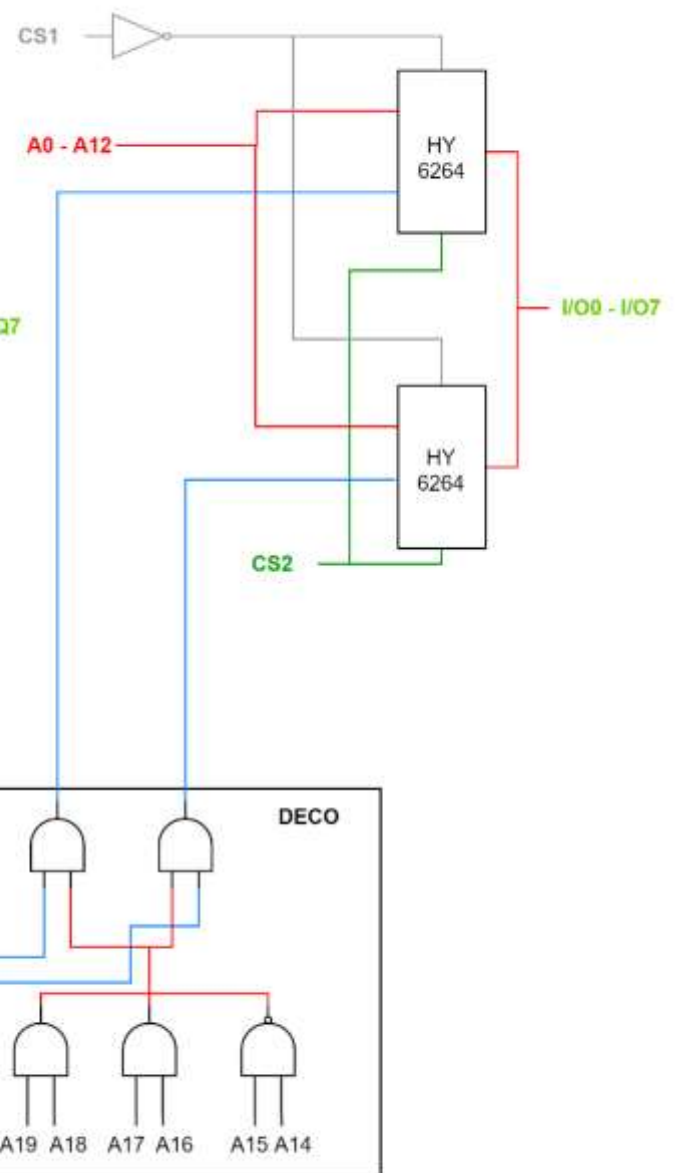 CS1
A0 - A12
HY
6264
I/O0 - I/O7
Q7
HY
6264
CS2
DECO
A19 A18 A17 A16 A15 A14